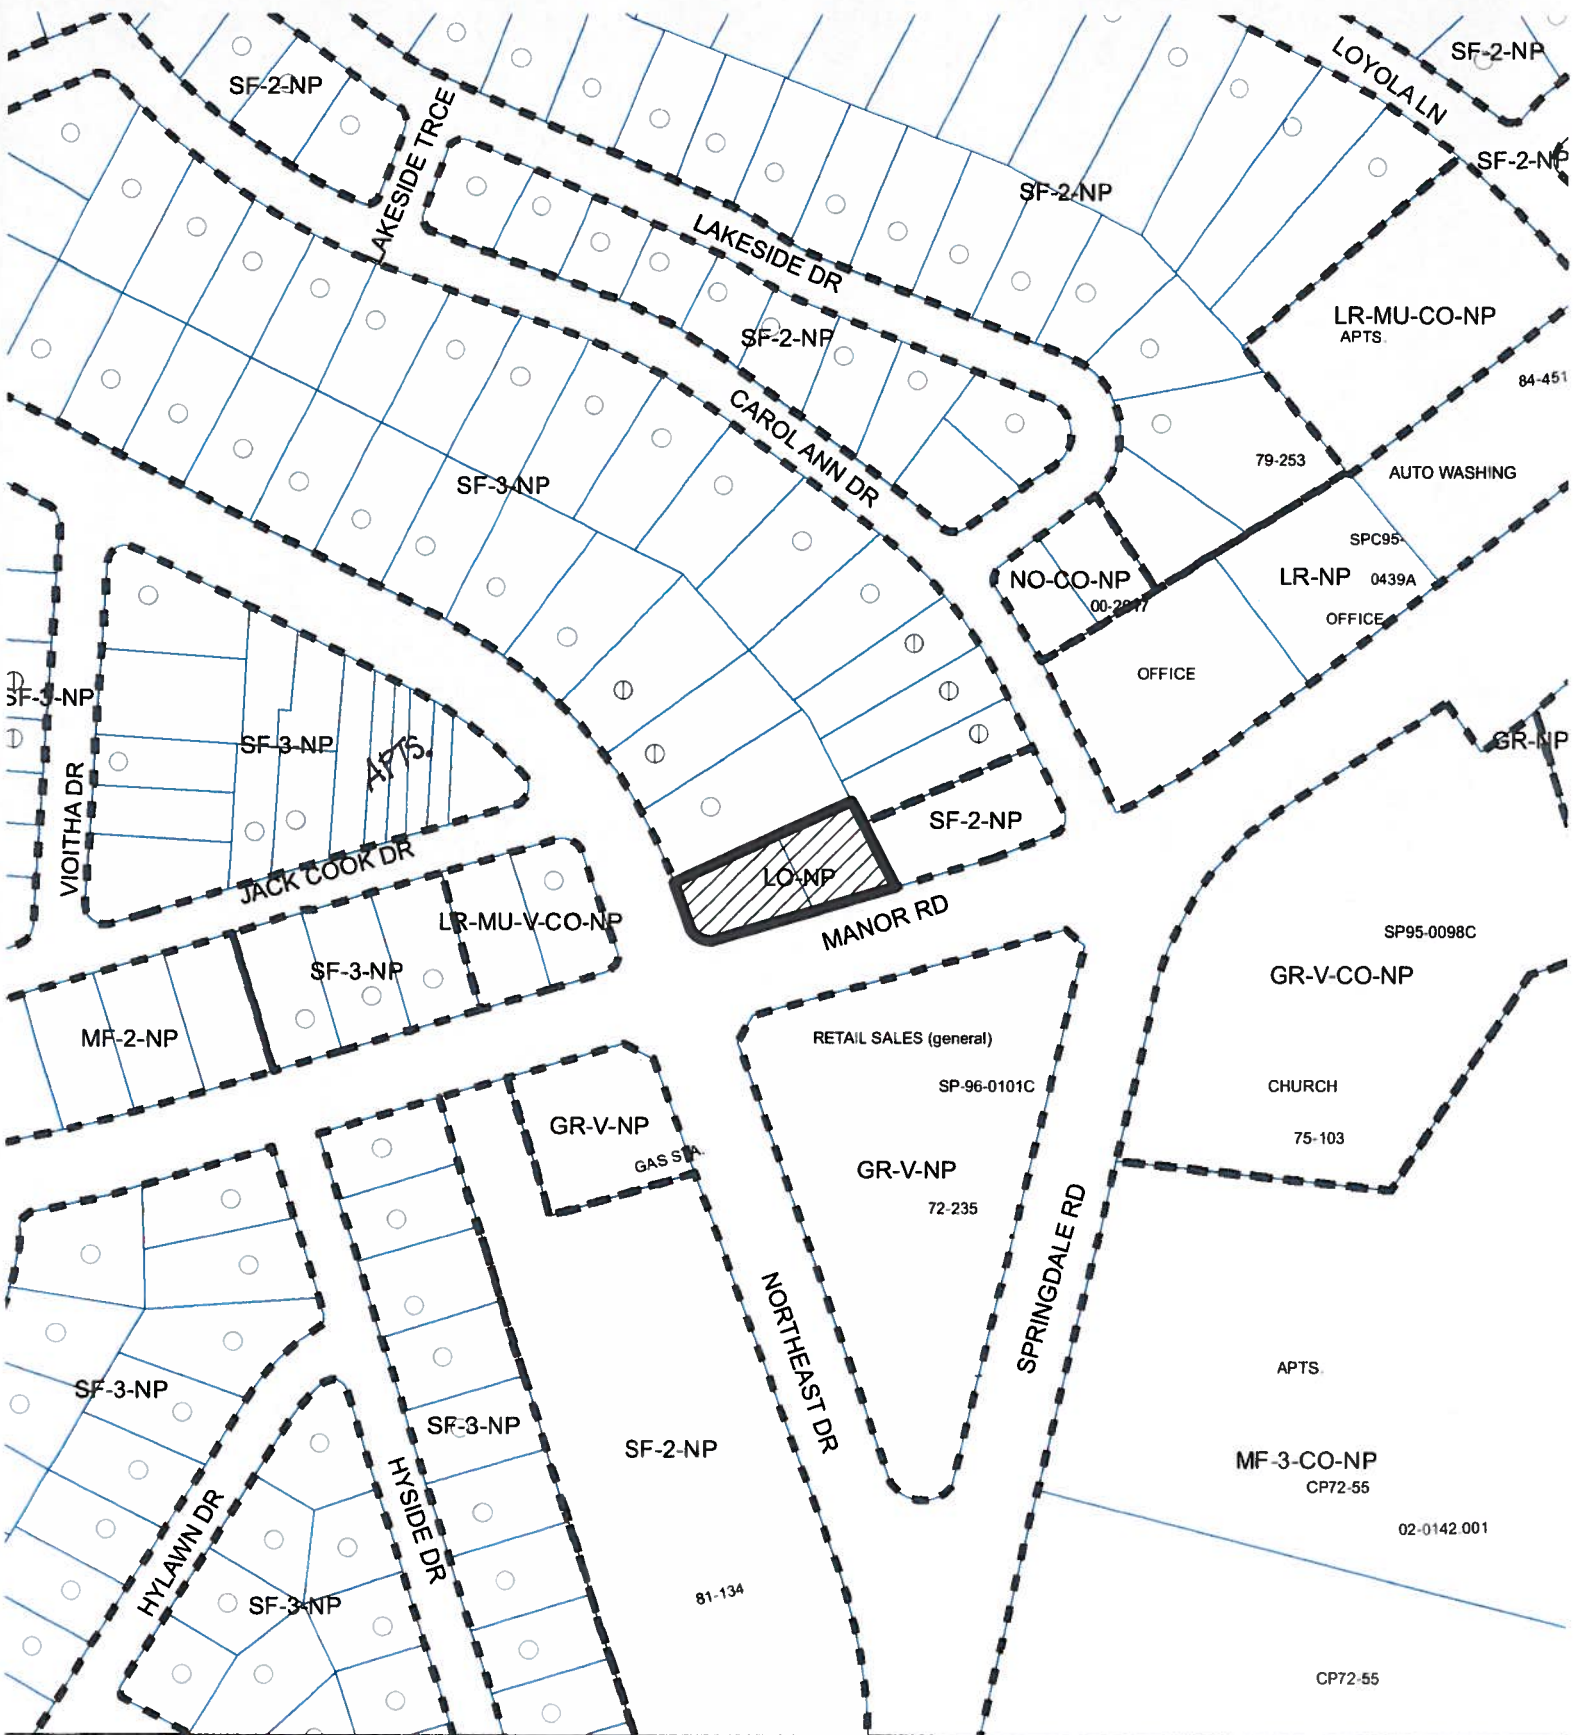 SF-2-NP
LOYOLA LN
SF-2-NP
LAKESIDE TRCE
SF-2-NP
SF-2-NP
LAKESIDE DR
LR-MU-CO-NP
APTS.
SF-2-NP
84-451
CAROL ANN DR
79-253
AUTO WASHING
SF-3-NP
SPC95-
0439A
LR-NP
NO-CO-NP
OFFICE
OFFICE
SF-3-NP
SF-3-NP
APTS.
GR-NP
VIOITHA DR
SF-2-NP
JACK COOK DR
LO-NP
MANOR RD
LR-MU-V-CO-NP
SP95-0098C
SF-3-NP
GR-V-CO-NP
MF-2-NP
RETAIL SALES (general)
SP-96-0101C
CHURCH
GR-V-NP
75-103
GAS STA.
GR-V-NP
72-235
SPRINGDALE RD
NORTHEAST DR
APTS.
SF-3-NP
SF-3-NP
SF-2-NP
MF-3-CO-NP
CP72-55
HYSIDE DR
02-0142.001
HYLAWN DR
81-134
SF-3-NP
CP72-55